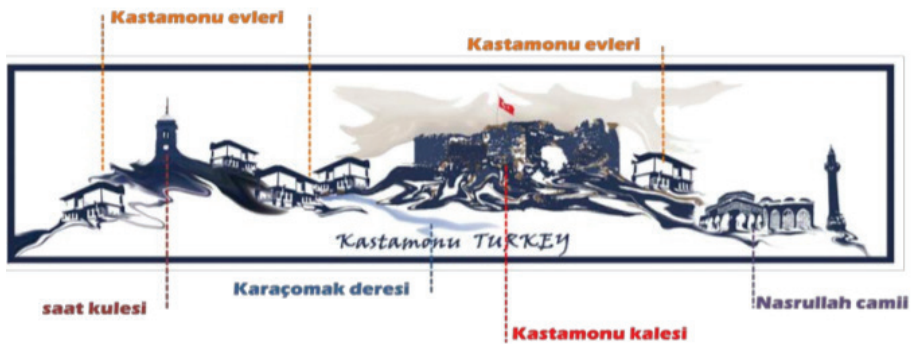 Kastamonu evleri
Kastamonu evleri
Kastamonu TURKEY
Karaçomak deresi
saat kulesi
Nasrullah camii
Kastamonu kalesi